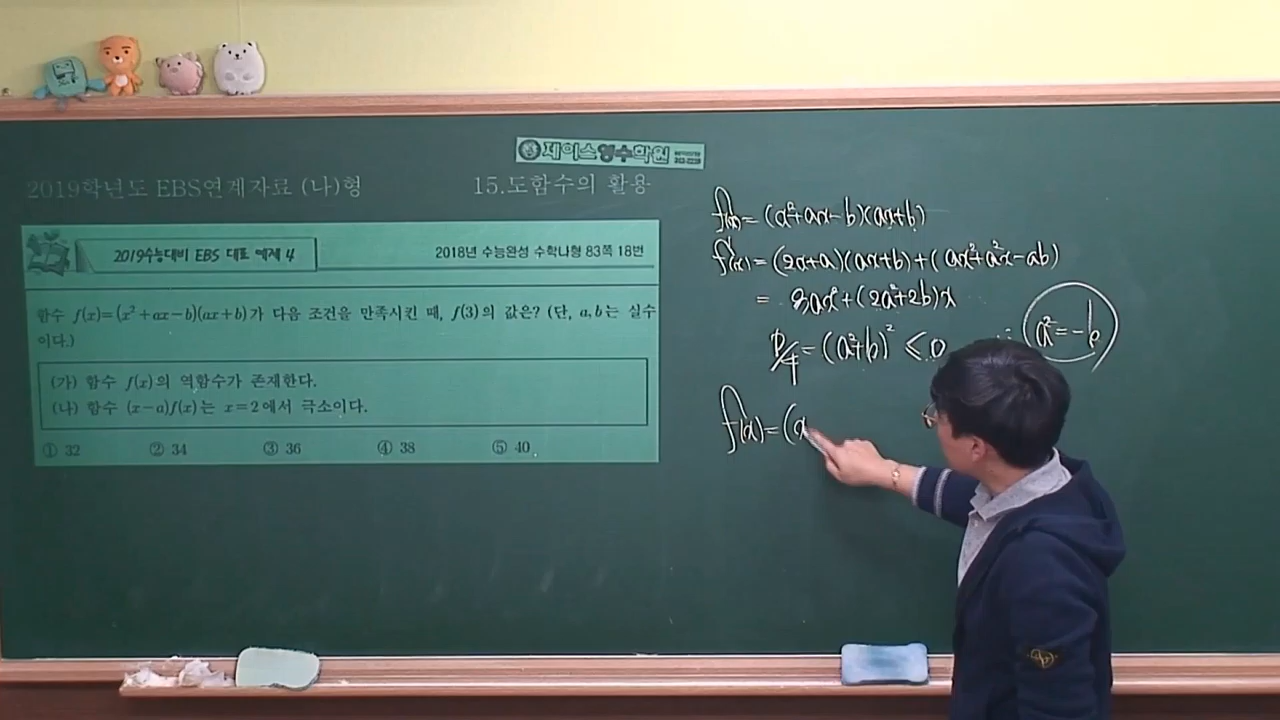 제이스영수학원
2019학년도 EBS연계자료 (나)형
15.도함수의 활용
2019수능대비 EBS 대표 예제 4
2018년 수능완성 수학나형 83쪽 18번
함수 f(x)=(x²+ax-b)(ax+b)가 다음 조건을 만족시킨 때, f(3)의 값은? (단, a, b는 실수
이다.)
(가) 함수 f(x)의 역함수가 존재한다.
(나) 함수 (x-a)f(x)는 x=2에서 극소이다.
① 32 ② 34 ③ 36 ④ 38 ⑤ 40
f(x)=(x²+ax-b)(ax+b)
f'(x)=(2x+a)(ax+b)+(ax²+a²x-ab)
= 3ax²+(2a²+2b)x
D/4=(a²+b)²≤0 ∴ a²=-b
f(x)=(x